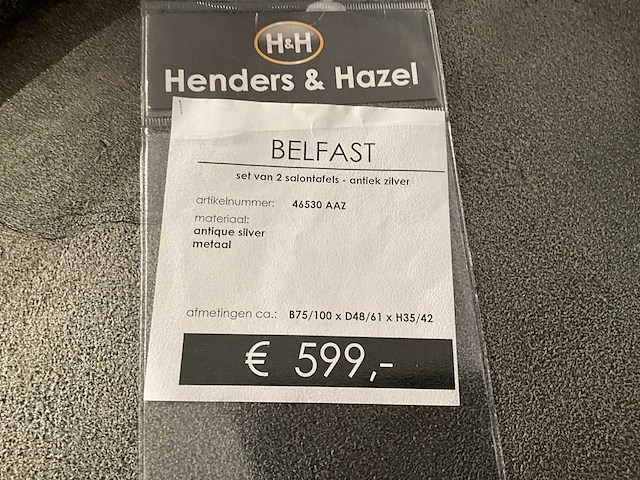 H&H
Henders & Hazel
BELFAST
set van 2 salontafels - antiek zilver
artikelnummer: 46530 AAZ
materiaal:
antique silver
metaal
afmetingen ca.: B75/100 x D48/61 x H35/42
€ 599,-